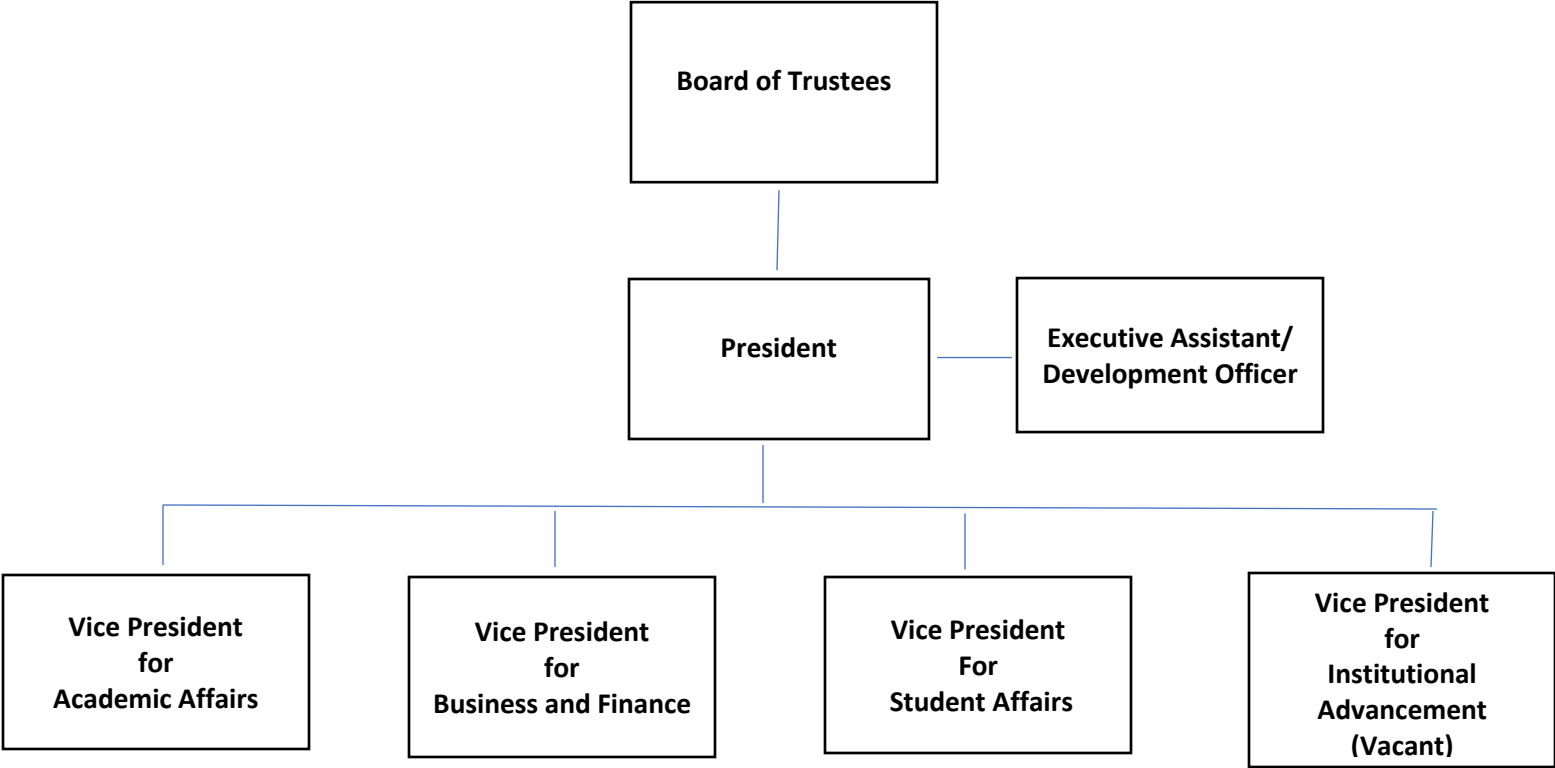 Board of Trustees
President
Executive Assistant/
Development Officer
Vice President
for
Academic Affairs
Vice President
for
Business and Finance
Vice President
For
Student Affairs
Vice President
for
Institutional
Advancement
(Vacant)